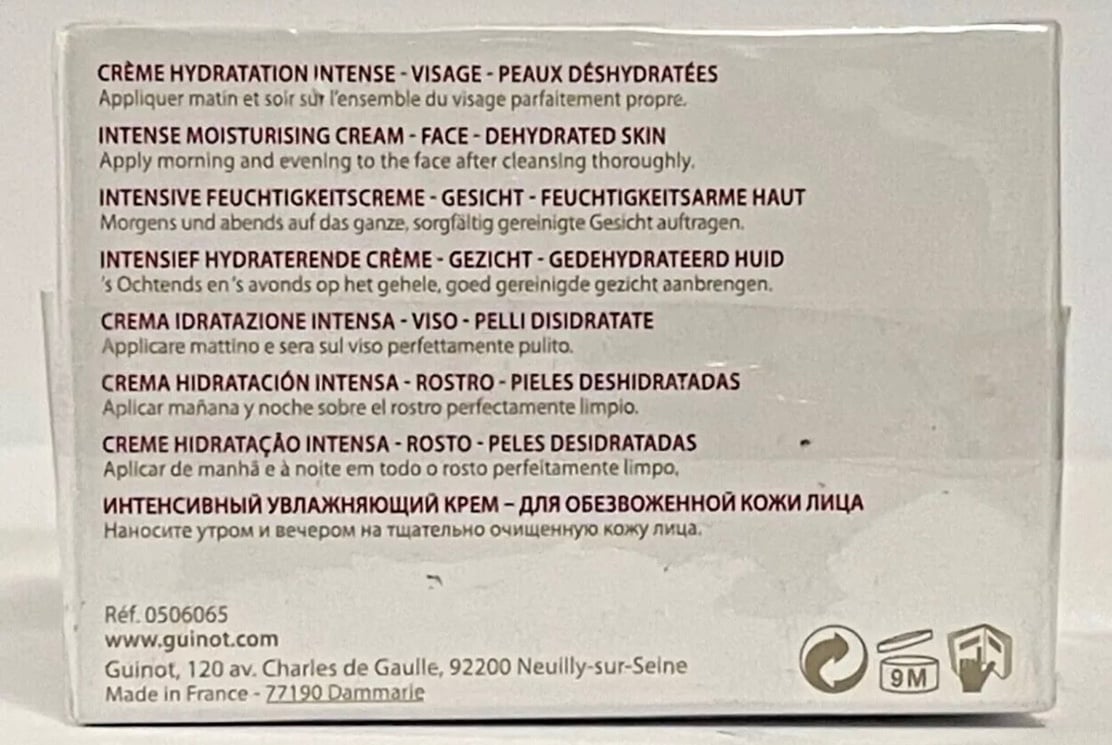 CRÈME HYDRATATION INTENSE - VISAGE - PEAUX DÉSHYDRATÉES
Appliquer matin et soir sur l'ensemble du visage parfaitement propre.
INTENSE MOISTURISING CREAM - FACE - DEHYDRATED SKIN
Apply morning and evening to the face after cleansing thoroughly.
INTENSIVE FEUCHTIGKEITSCREME - GESICHT - FEUCHTIGKEITSARME HAUT
Morgens und abends auf das ganze, sorgfältig gereinigte Gesicht auftragen.
INTENSIEF HYDRATERENDE CRÈME - GEZICHT - GEDEHYDRATEERD HUID
's Ochtends en 's avonds op het gehele, goed gereinigde gezicht aanbrengen.
CREMA IDRATAZIONE INTENSA - VISO - PELLI DISIDRATATE
Applicare mattino e sera sul viso perfettamente pulito.
CREMA HIDRATACIÓN INTENSA - ROSTRO - PIELES DESHIDRATADAS
Aplicar mañana y noche sobre el rostro perfectamente limpio.
CREME HIDRATAÇÃO INTENSA - ROSTO - PELES DESIDRATADAS
Aplicar de manhã e à noite em todo o rosto perfeitamente limpo.
ИНТЕНСИВНЫЙ УВЛАЖНЯЮЩИЙ КРЕМ – ДЛЯ ОБЕЗВОЖЕННОЙ КОЖИ ЛИЦА
Наносите утром и вечером на тщательно очищенную кожу лица.
Réf. 0506065
www.guinot.com
Guinot, 120 av. Charles de Gaulle, 92200 Neuilly-sur-Seine
Made in France - 77190 Dammarie
9M